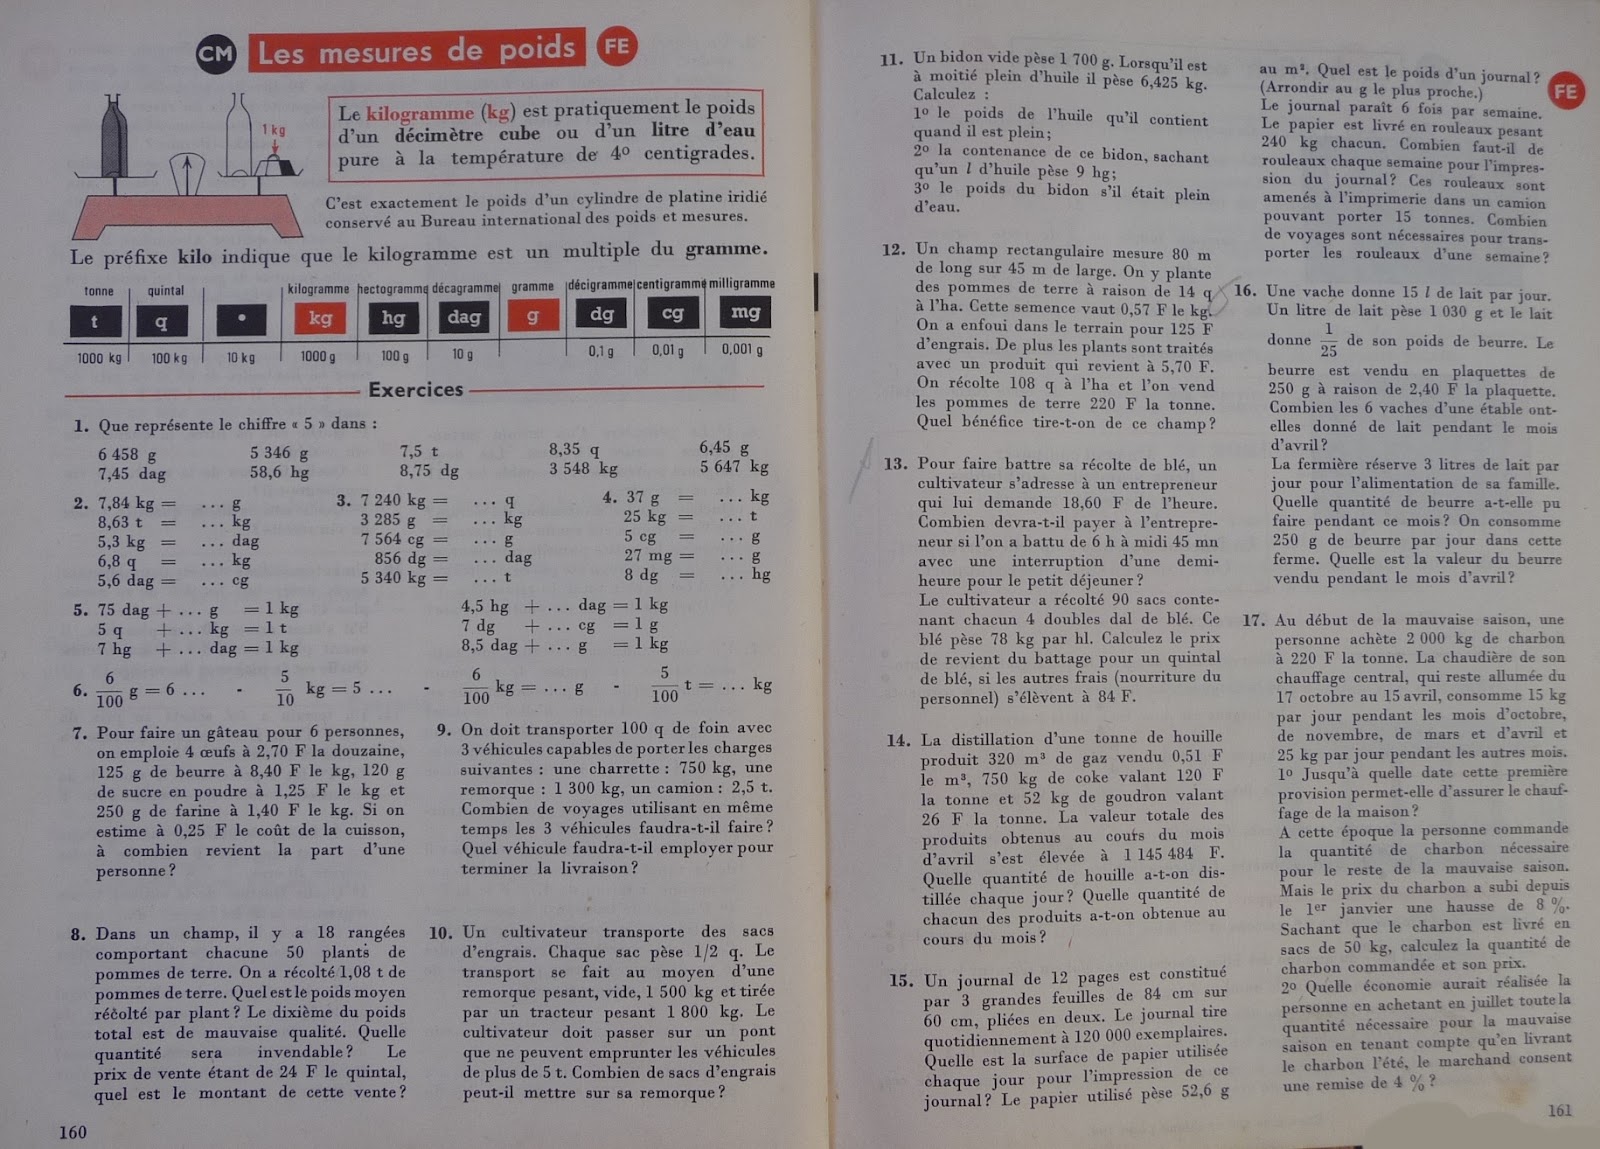 CM Les mesures de poids FE
1 kg
Le kilogramme (kg) est pratiquement le poids
d'un décimètre cube ou d'un litre d'eau
pure à la température de 4° centigrades.
C'est exactement le poids d'un cylindre de platine iridié
conservé au Bureau international des poids et mesures.
Le préfixe kilo indique que le kilogramme est un multiple du gramme.
tonne quintal kilogramme hectogramme décagramme gramme décigramme centigramme milligramme
t q • kg hg dag g dg cg mg
1000 kg 100 kg 10 kg 1000 g 100 g 10 g 0,1 g 0,01 g 0,001 g
Exercices
1. Que représente le chiffre « 5 » dans :
6 458 g 5 346 g 7,5 t 8,35 q 6,45 g
7,45 dag 58,6 hg 8,75 dg 3 548 kg 5 647 kg
2. 7,84 kg = ... g
8,63 t = ... kg
5,3 kg = ... dag
6,8 q = ... kg
5,6 dag = ... cg
3. 7 240 kg = ... q
3 285 g = ... kg
7 564 cg = ... g
856 dg = ... dag
5 340 kg = ... t
4. 37 g = ... kg
25 kg = ... t
5 cg = ... g
27 mg = ... g
8 dg = ... hg
5. 75 dag + ... g = 1 kg
5 q + ... kg = 1 t
7 hg + ... dag = 1 kg
4,5 hg + ... dag = 1 kg
7 dg + ... cg = 1 g
8,5 dag + ... g = 1 kg
6. 6/100 g = 6 ... - 5/10 kg = 5 ... - 6/100 kg = ... g - 5/100 t = ... kg
7. Pour faire un gâteau pour 6 personnes,
on emploie 4 œufs à 2,70 F la douzaine,
125 g de beurre à 8,40 F le kg, 120 g
de sucre en poudre à 1,25 F le kg et
250 g de farine à 1,40 F le kg. Si on
estime à 0,25 F le coût de la cuisson,
à combien revient la part d'une
personne ?
8. Dans un champ, il y a 18 rangées
comportant chacune 50 plants de
pommes de terre. On a récolté 1,08 t de
pommes de terre. Quel est le poids moyen
récolté par plant ? Le dixième du poids
total est de mauvaise qualité. Quelle
quantité sera invendable ? Le
prix de vente étant de 24 F le quintal,
quel est le montant de cette vente ?
9. On doit transporter 100 q de foin avec
3 véhicules capables de porter les charges
suivantes : une charrette : 750 kg, une
remorque : 1 300 kg, un camion : 2,5 t.
Combien de voyages utilisant en même
temps les 3 véhicules faudra-t-il faire ?
Quel véhicule faudra-t-il employer pour
terminer la livraison ?
10. Un cultivateur transporte des sacs
d'engrais. Chaque sac pèse 1/2 q. Le
transport se fait au moyen d'une
remorque pesant, vide, 1 500 kg et tirée
par un tracteur pesant 1 800 kg. Le
cultivateur doit passer sur un pont
que ne peuvent emprunter les véhicules
de plus de 5 t. Combien de sacs d'engrais
peut-il mettre sur sa remorque ?
160
11. Un bidon vide pèse 1 700 g. Lorsqu'il est
à moitié plein d'huile il pèse 6,425 kg.
Calculez :
1° le poids de l'huile qu'il contient
quand il est plein ;
2° la contenance de ce bidon, sachant
qu'un l d'huile pèse 9 hg ;
3° le poids du bidon s'il était plein
d'eau.
12. Un champ rectangulaire mesure 80 m
de long sur 45 m de large. On y plante
des pommes de terre à raison de 14 q
à l'ha. Cette semence vaut 0,57 F le kg.
On a enfoui dans le terrain pour 125 F
d'engrais. De plus les plants sont traités
avec un produit qui revient à 5,70 F.
On récolte 108 q à l'ha et l'on vend
les pommes de terre 220 F la tonne.
Quel bénéfice tire-t-on de ce champ ?
13. Pour faire battre sa récolte de blé, un
cultivateur s'adresse à un entrepreneur
qui lui demande 18,60 F de l'heure.
Combien devra-t-il payer à l'entrepre-
neur si l'on a battu de 6 h à midi 45 mn
avec une interruption d'une demi-
heure pour le petit déjeuner ?
Le cultivateur a récolté 90 sacs conte-
nant chacun 4 doubles dal de blé. Ce
blé pèse 78 kg par hl. Calculez le prix
de revient du battage pour un quintal
de blé, si les autres frais (nourriture du
personnel) s'élèvent à 84 F.
14. La distillation d'une tonne de houille
produit 320 m³ de gaz vendu 0,51 F
le m³, 750 kg de coke valant 120 F
la tonne et 52 kg de goudron valant
26 F la tonne. La valeur totale des
produits obtenus au cours du mois
d'avril s'est élevée à 1 145 484 F.
Quelle quantité de houille a-t-on dis-
tillée chaque jour ? Quelle quantité de
chacun des produits a-t-on obtenue au
cours du mois ?
15. Un journal de 12 pages est constitué
par 3 grandes feuilles de 84 cm sur
60 cm, pliées en deux. Le journal tire
quotidiennement à 120 000 exemplaires.
Quelle est la surface de papier utilisée
chaque jour pour l'impression de ce
journal ? Le papier utilisé pèse 52,6 g
au m². Quel est le poids d'un journal ?
(Arrondir au g le plus proche.)
Le journal paraît 6 fois par semaine.
Le papier est livré en rouleaux pesant
240 kg chacun. Combien faut-il de
rouleaux chaque semaine pour l'impres-
sion du journal ? Ces rouleaux sont
amenés à l'imprimerie dans un camion
pouvant porter 15 tonnes. Combien
de voyages sont nécessaires pour trans-
porter les rouleaux d'une semaine ?
FE
16. Une vache donne 15 l de lait par jour.
Un litre de lait pèse 1 030 g et le lait
donne 1/25 de son poids de beurre. Le
beurre est vendu en plaquettes de
250 g à raison de 2,40 F la plaquette.
Combien les 6 vaches d'une étable ont-
elles donné de lait pendant le mois
d'avril ?
La fermière réserve 3 litres de lait par
jour pour l'alimentation de sa famille.
Quelle quantité de beurre a-t-elle pu
faire pendant ce mois ? On consomme
250 g de beurre par jour dans cette
ferme. Quelle est la valeur du beurre
vendu pendant le mois d'avril ?
17. Au début de la mauvaise saison, une
personne achète 2 000 kg de charbon
à 220 F la tonne. La chaudière de son
chauffage central, qui reste allumée du
17 octobre au 15 avril, consomme 15 kg
par jour pendant les mois d'octobre,
de novembre, de mars et d'avril et
25 kg par jour pendant les autres mois.
1° Jusqu'à quelle date cette première
provision permet-elle d'assurer le chauf-
fage de la maison ?
A cette époque la personne commande
la quantité de charbon nécessaire
pour le reste de la mauvaise saison.
Mais le prix du charbon a subi depuis
le 1er janvier une hausse de 8 %.
Sachant que le charbon est livré en
sacs de 50 kg, calculez la quantité de
charbon commandée et son prix.
2° Quelle économie aurait réalisée la
personne en achetant en juillet toute la
quantité nécessaire pour la mauvaise
saison en tenant compte qu'en livrant
le charbon l'été, le marchand consent
une remise de 4 % ?
161